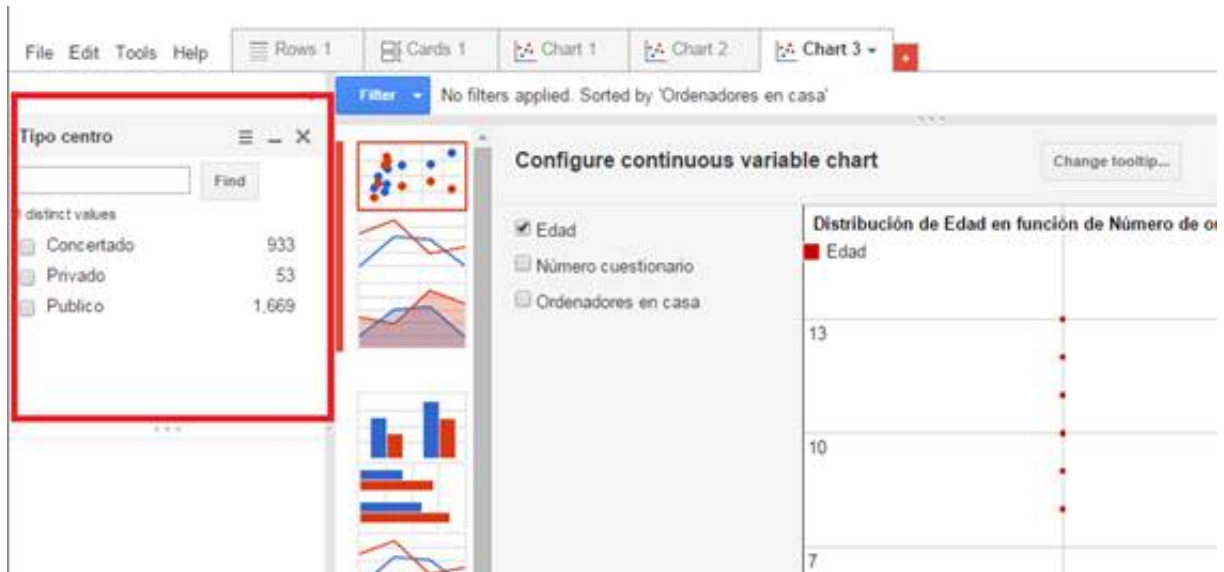 File Edit Tools Help Rows 1 Cards 1 Chart 1 Chart 2 Chart 3
Filter No filters applied. Sorted by 'Ordenadores en casa'
Tipo centro
Find
distinct values
Concertado 933
Privado 53
Publico 1,669
Configure continuous variable chart
Change tooltip...
Edad
Número cuestionario
Ordenadores en casa
Distribución de Edad en función de Número de
Edad
13
10
7